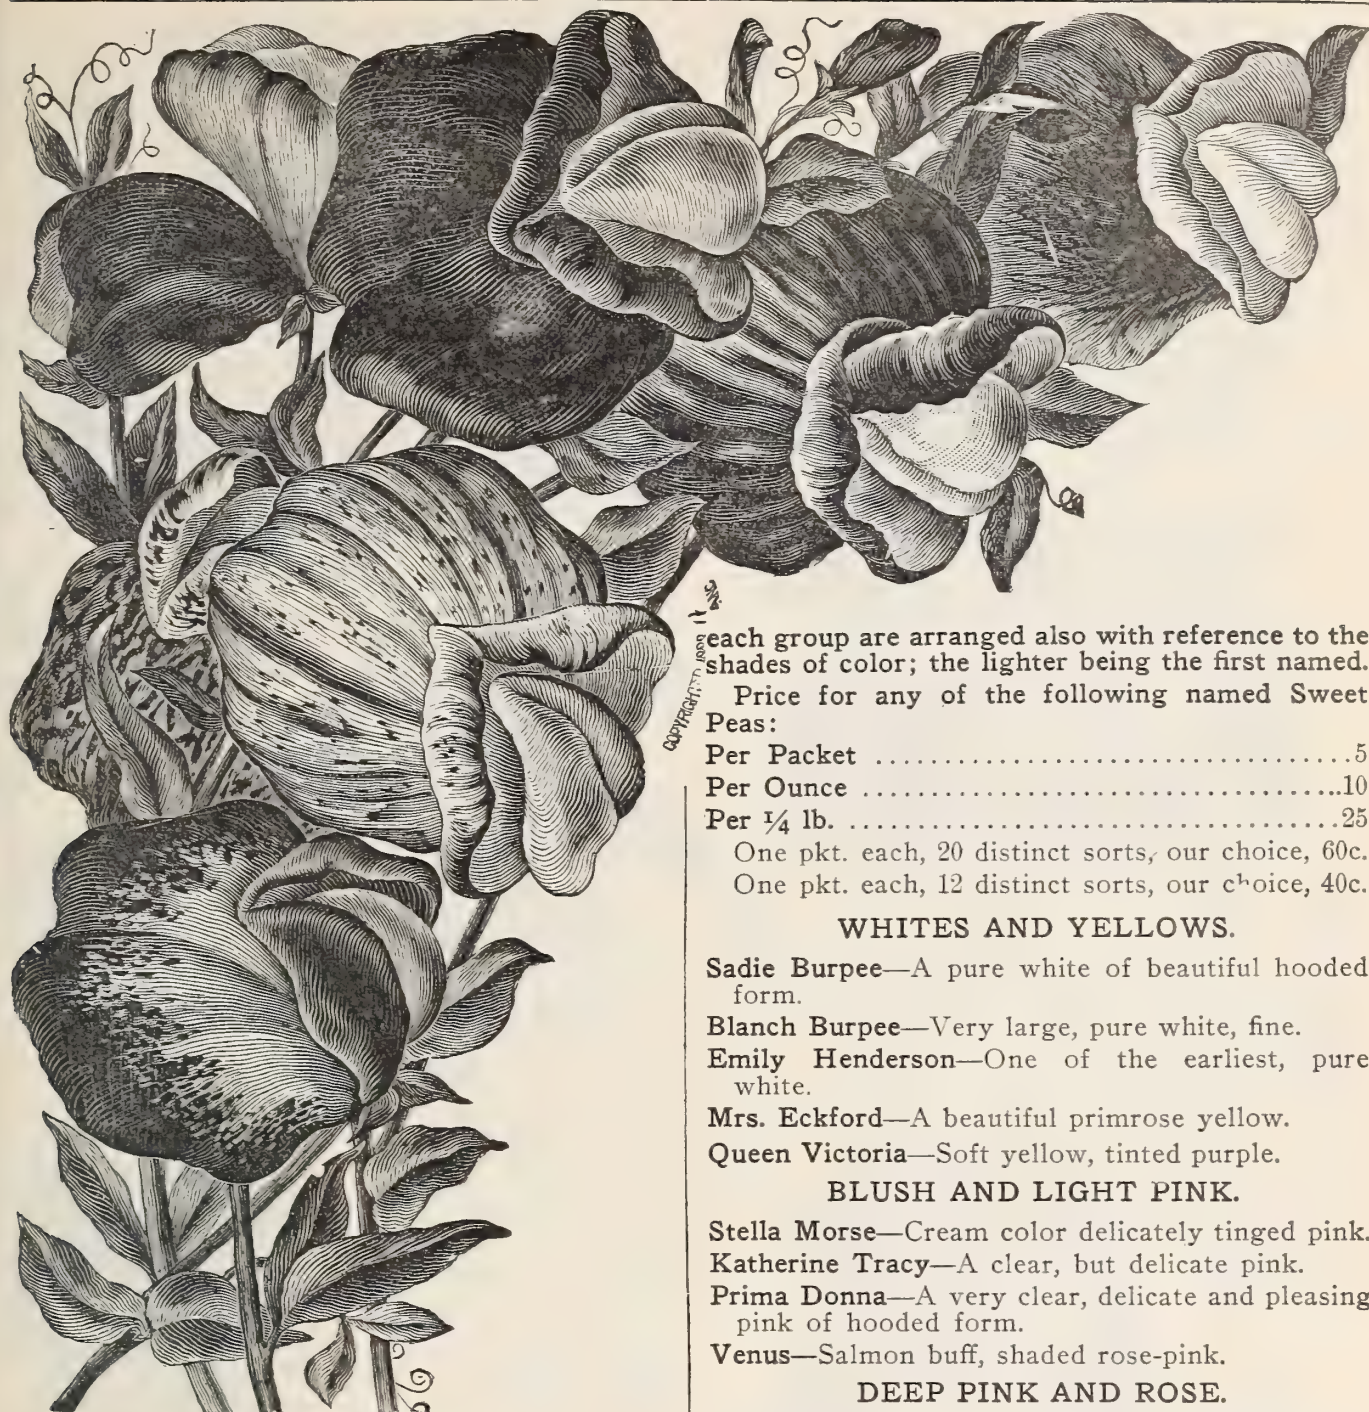 each group are arranged also with reference to the
shades of color; the lighter being the first named.
Price for any of the following named Sweet
Peas:
Per Packet ....................................5
Per Ounce ....................................10
Per ¼ lb. .....................................25
One pkt. each, 20 distinct sorts, our choice, 60c.
One pkt. each, 12 distinct sorts, our choice, 40c.
WHITES AND YELLOWS.
Sadie Burpee—A pure white of beautiful hooded
form.
Blanch Burpee—Very large, pure white, fine.
Emily Henderson—One of the earliest, pure
white.
Mrs. Eckford—A beautiful primrose yellow.
Queen Victoria—Soft yellow, tinted purple.
BLUSH AND LIGHT PINK.
Stella Morse—Cream color delicately tinged pink.
Katherine Tracy—A clear, but delicate pink.
Prima Donna—A very clear, delicate and pleasing
pink of hooded form.
Venus—Salmon buff, shaded rose-pink.
DEEP PINK AND ROSE.
COPYRIGHT